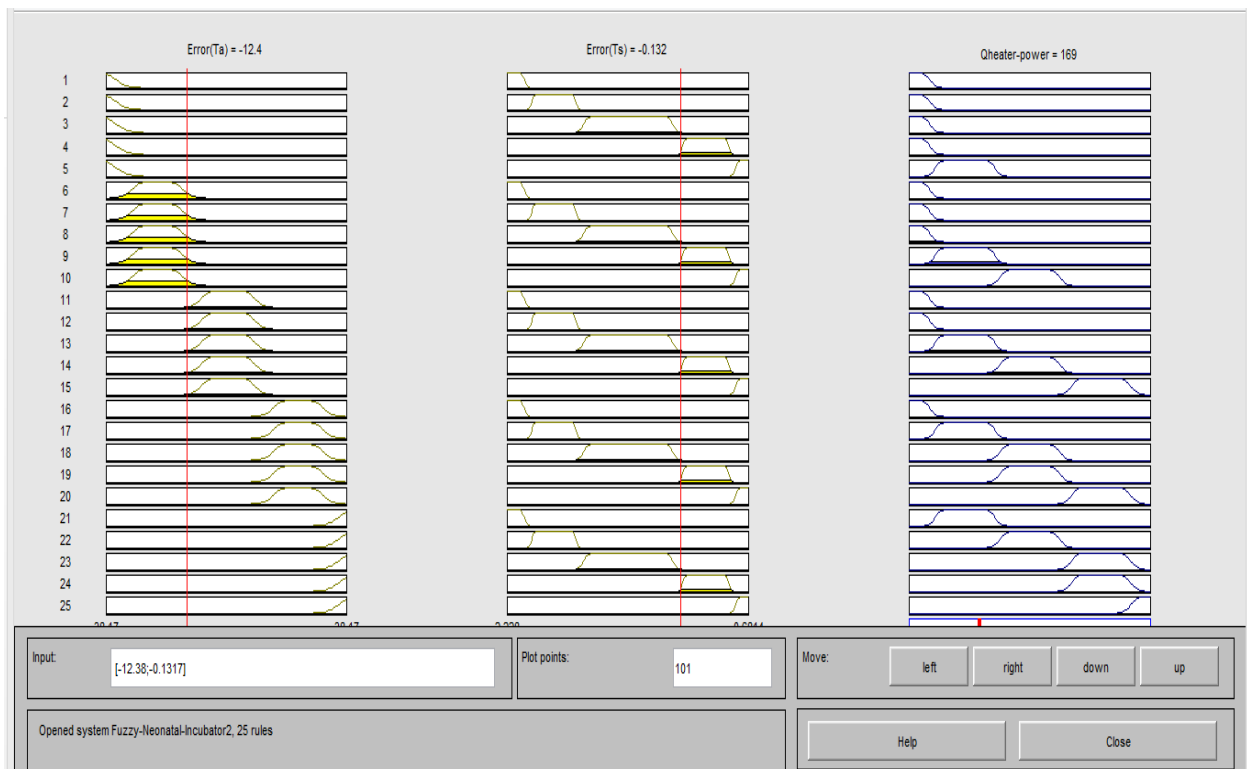 Error(Ta) = -12.4
Error(Ts) = -0.132
Qheater-power = 169
1
2
3
4
5
6
7
8
9
10
11
12
13
14
15
16
17
18
19
20
21
22
23
24
25
Input:
[-12.38;-0.1317]
Plot points:
101
Move:
left
right
down
up
Opened system Fuzzy-Neonatal-Incubator2, 25 rules
Help
Close